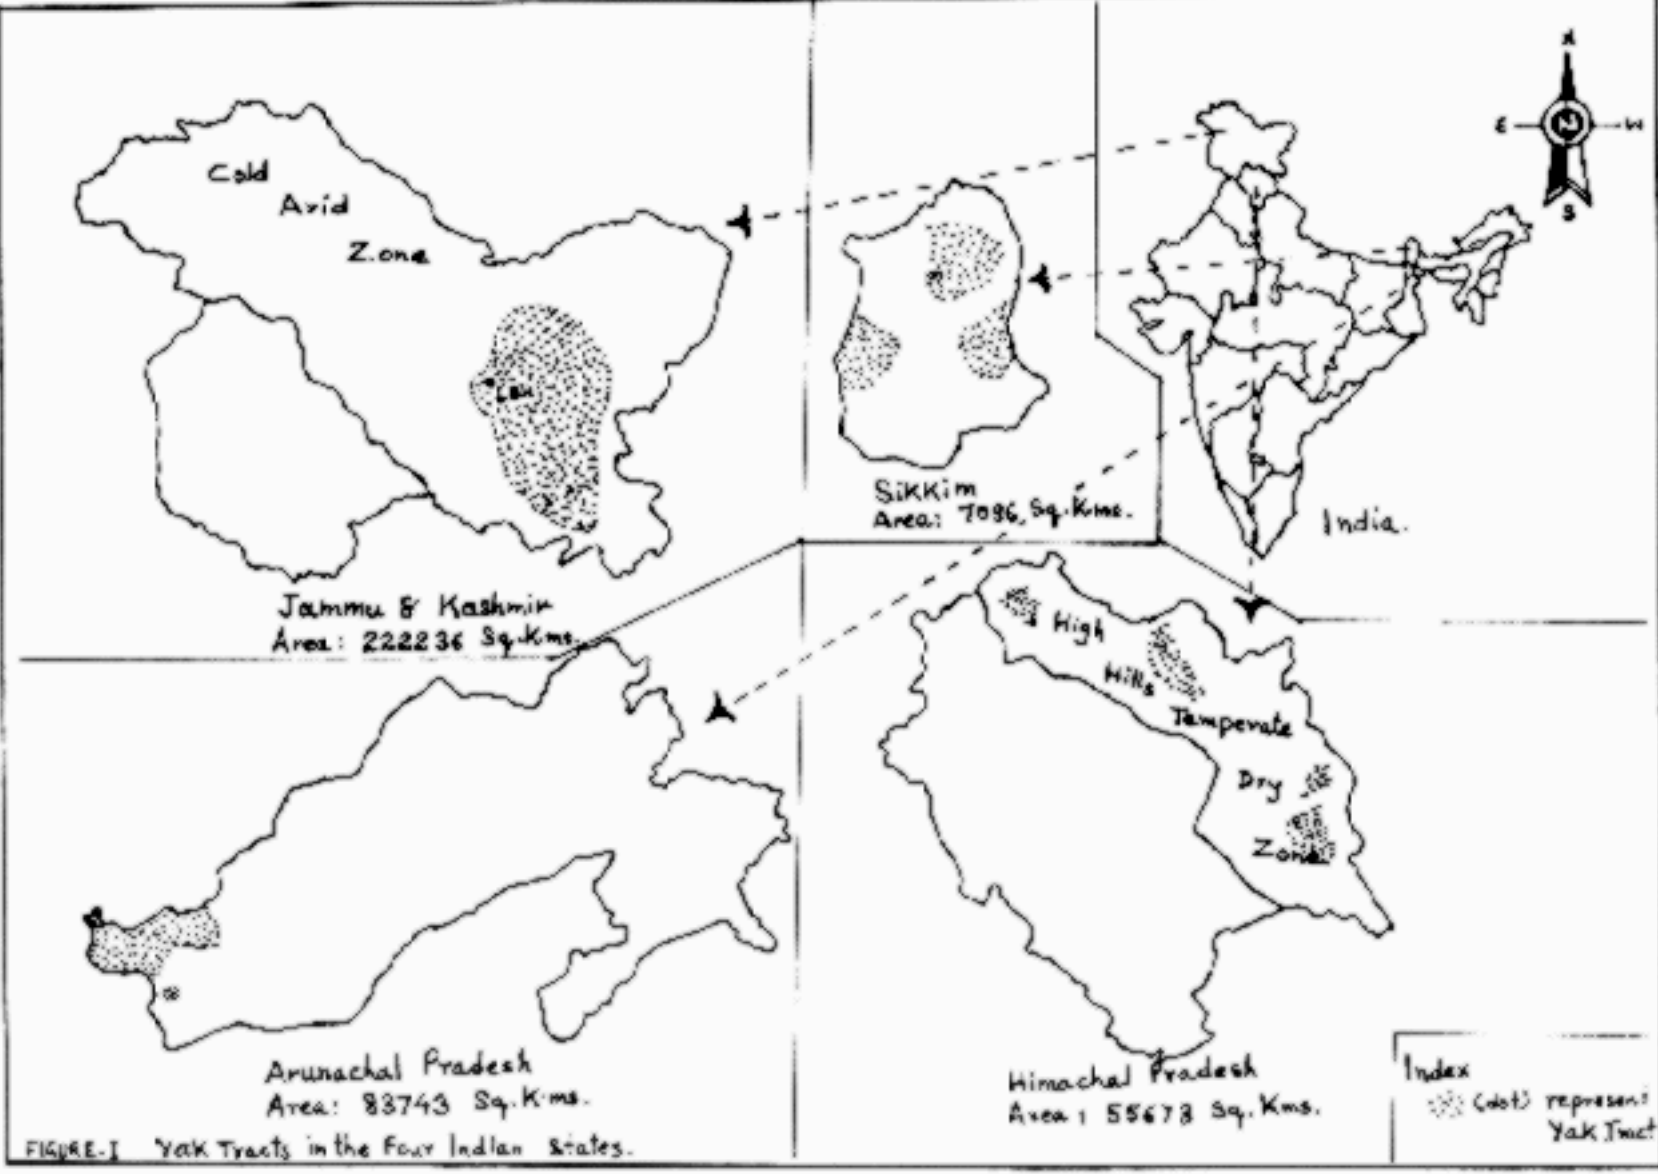 Cold
Arid
Zone
Leh
Jammu & Kashmir
Area: 222236 Sq.Kms.
Sikkim
Area: 7096, Sq.Kms.
N
E
W
S
India.
High
Hills
Temperate
Dry
Zone
Arunachal Pradesh
Area: 83743 Sq.Kms.
Himachal Pradesh
Area: 55673 Sq.Kms.
Index
(dot) represent
Yak Tract
FIGURE-I Yak Tracts in the Four Indian States.